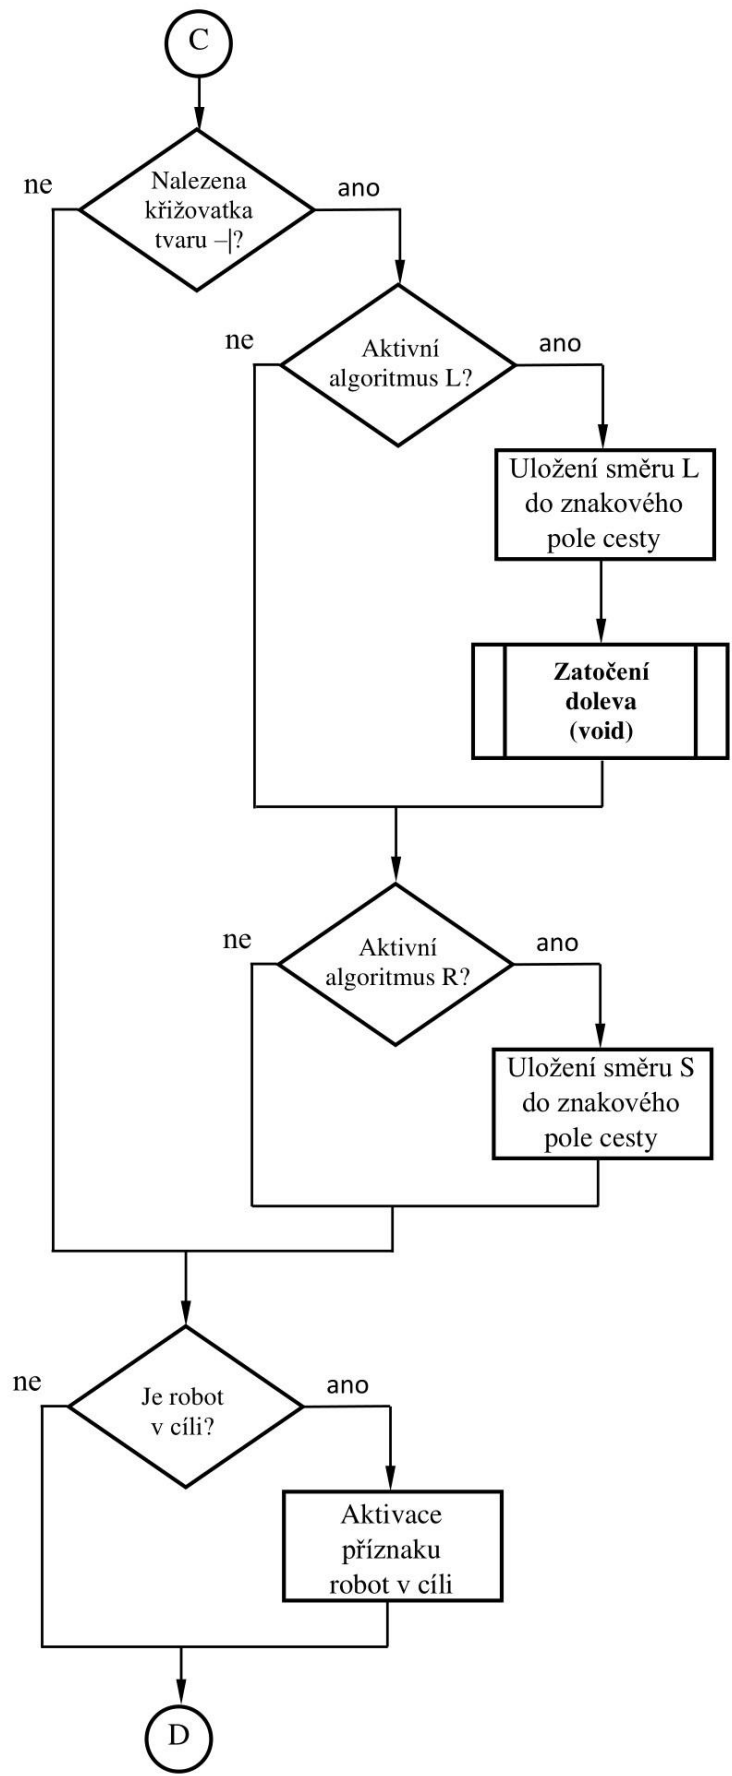 C
ne
ano
Nalezena
křižovatka
tvaru –|?
ne
ano
Aktivní
algoritmus L?
Uložení směru L
do znakového
pole cesty
Zatočení
doleva
(void)
ne
ano
Aktivní
algoritmus R?
Uložení směru S
do znakového
pole cesty
ne
ano
Je robot
v cíli?
Aktivace
příznaku
robot v cíli
D